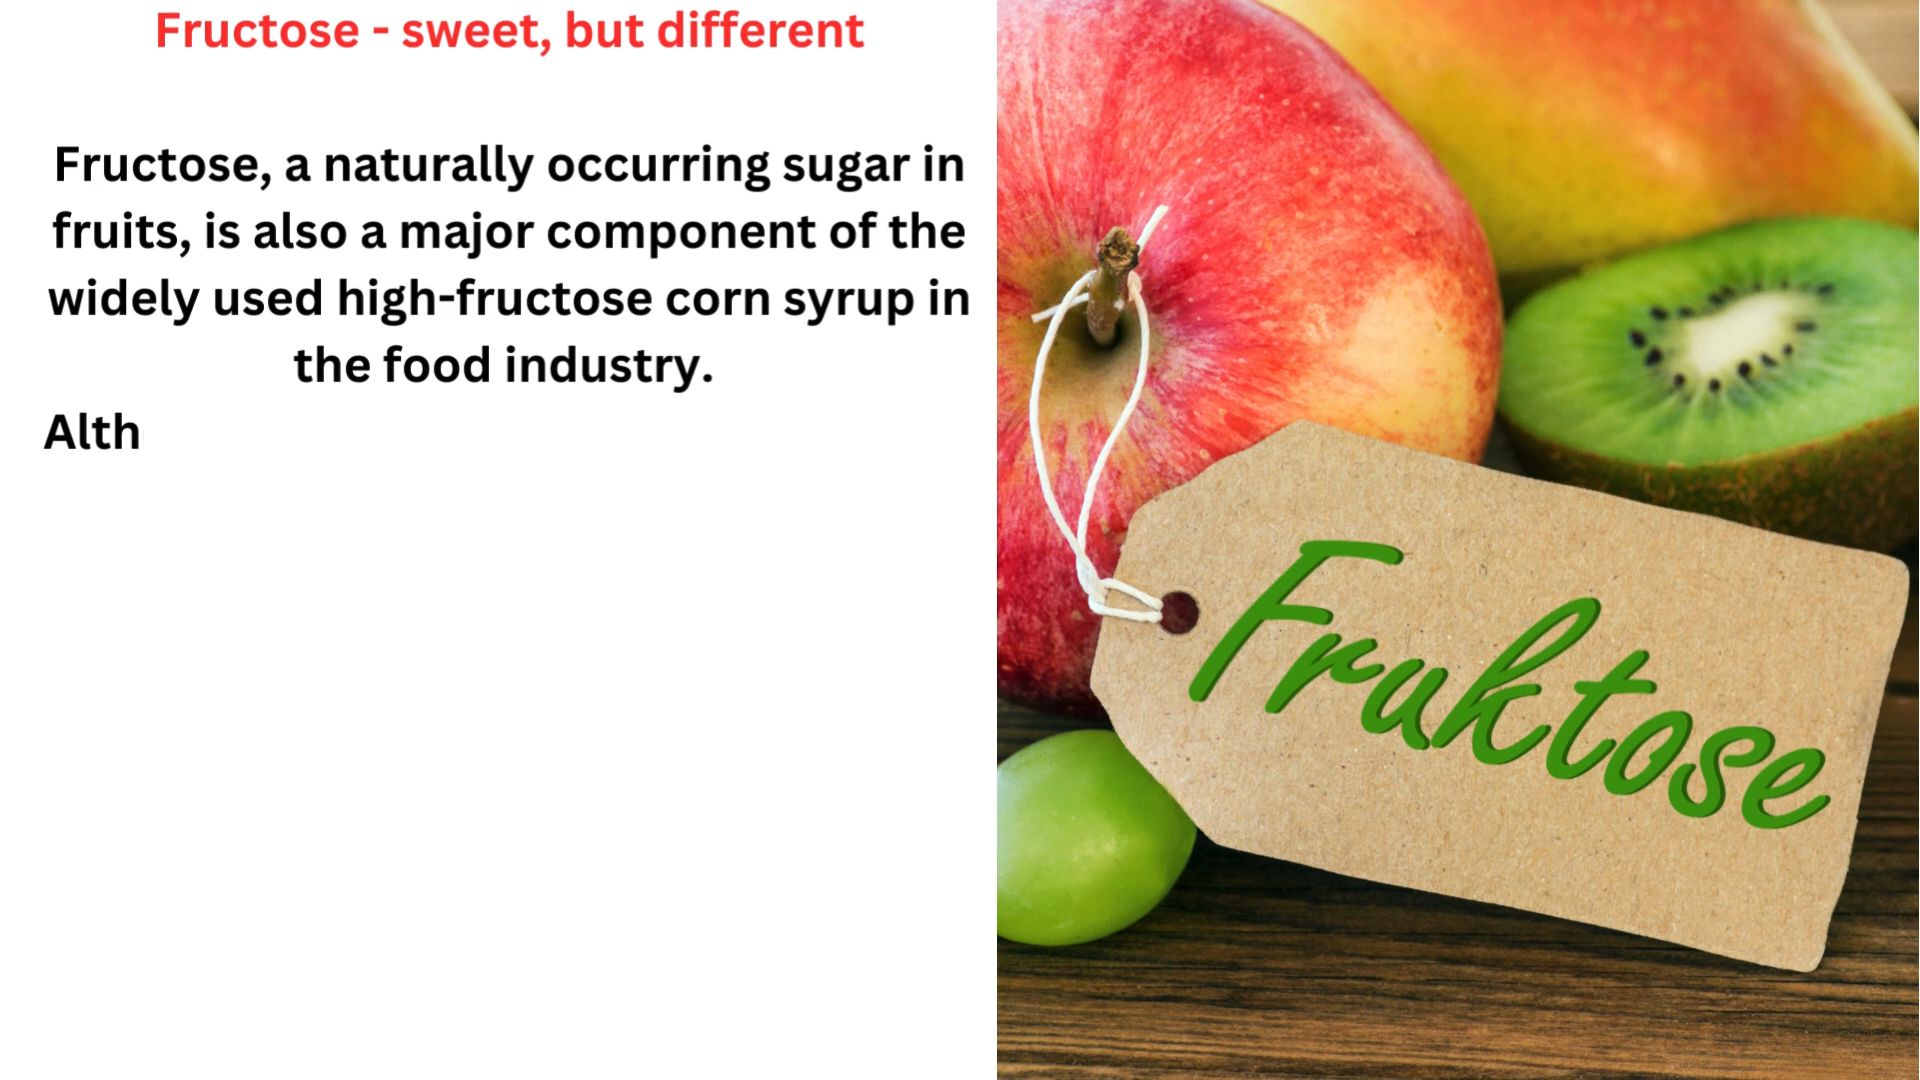 Fructose - sweet, but different
Fructose, a naturally occurring sugar in
fruits, is also a major component of the
widely used high-fructose corn syrup in
the food industry.
Alth
Fruktose